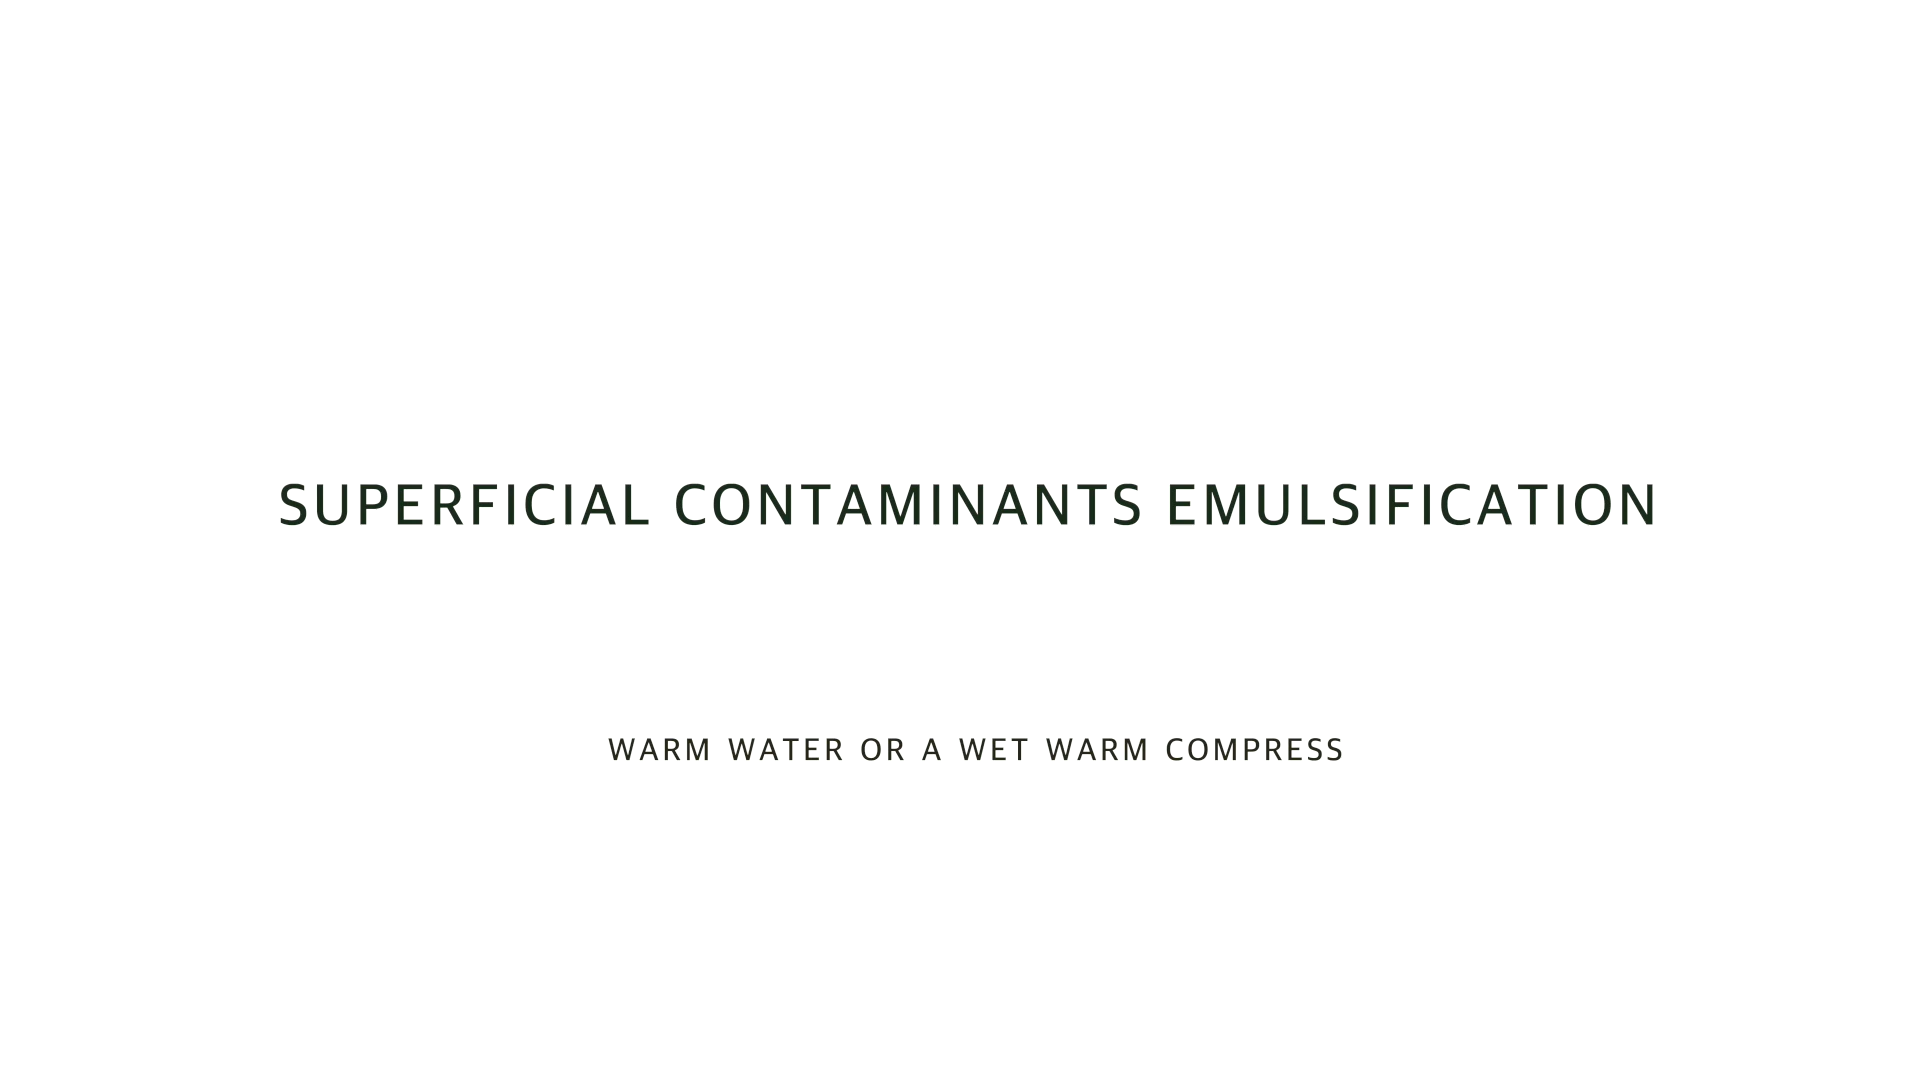 SUPERFICIAL CONTAMINANTS EMULSIFICATION
WARM WATER OR A WET WARM COMPRESS